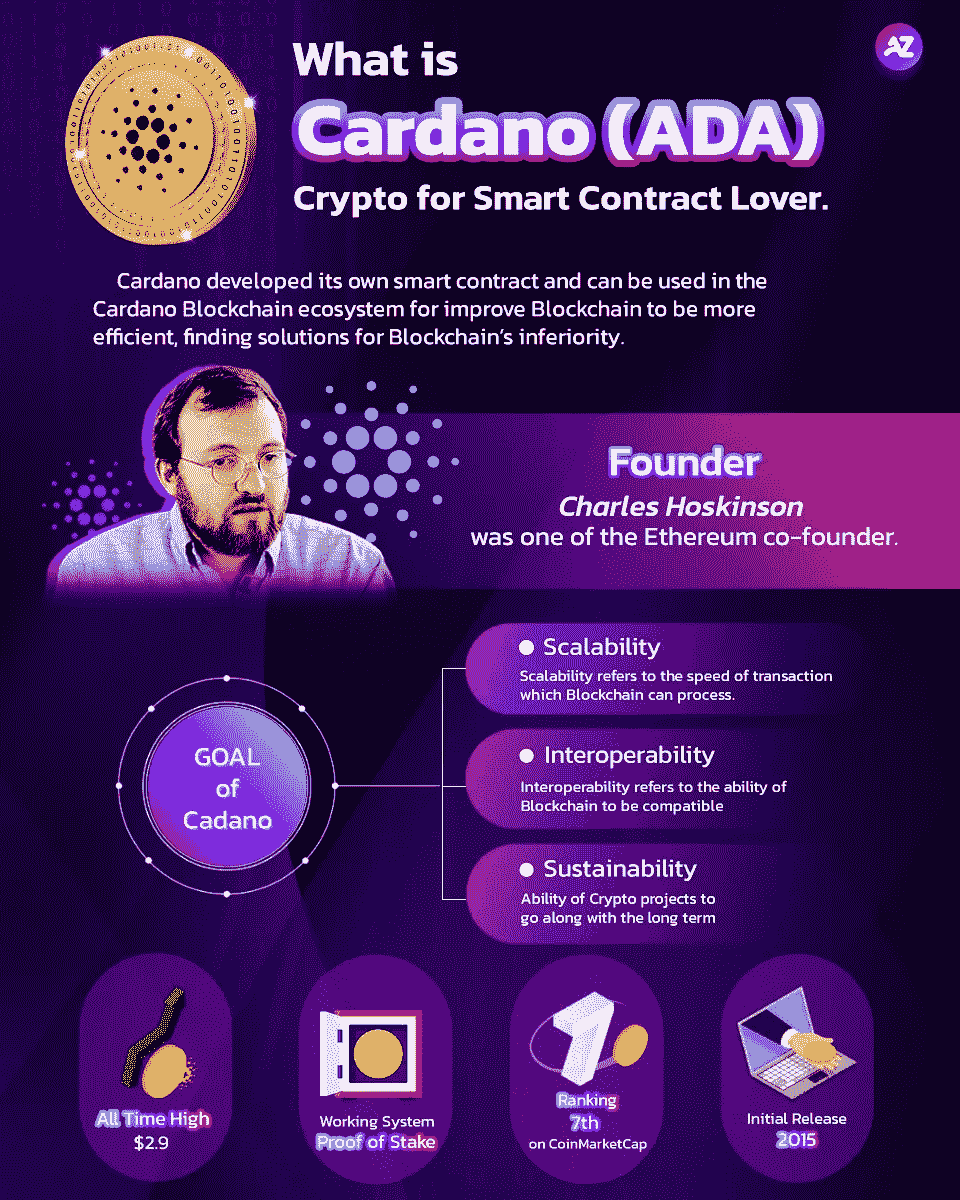 AZ
What is
Cardano (ADA)
Crypto for Smart Contract Lover.
Cardano developed its own smart contract and can be used in the
Cardano Blockchain ecosystem for improve Blockchain to be more
efficient, finding solutions for Blockchain's inferiority.
Founder
Charles Hoskinson
was one of the Ethereum co-founder.
GOAL
of
Cadano
Scalability
Scalability refers to the speed of transaction
which Blockchain can process.
Interoperability
Interoperability refers to the ability of
Blockchain to be compatible
Sustainability
Ability of Crypto projects to
go along with the long term
All Time High
$2.9
Working System
Proof of Stake
Ranking
7th
on CoinMarketCap
Initial Release
2015